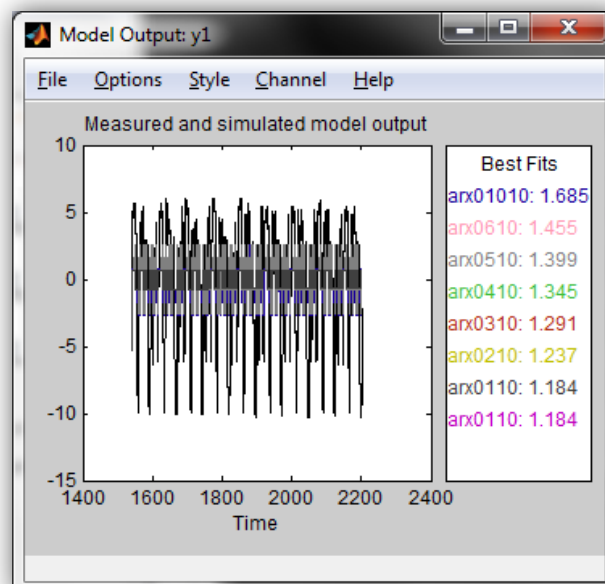 Model Output: y1
File Options Style Channel Help
Measured and simulated model output
10
5
0
-5
-10
-15
1400 1600 1800 2000 2200 2400
Time
Best Fits
arx01010: 1.685
arx0610: 1.455
arx0510: 1.399
arx0410: 1.345
arx0310: 1.291
arx0210: 1.237
arx0110: 1.184
arx0110: 1.184